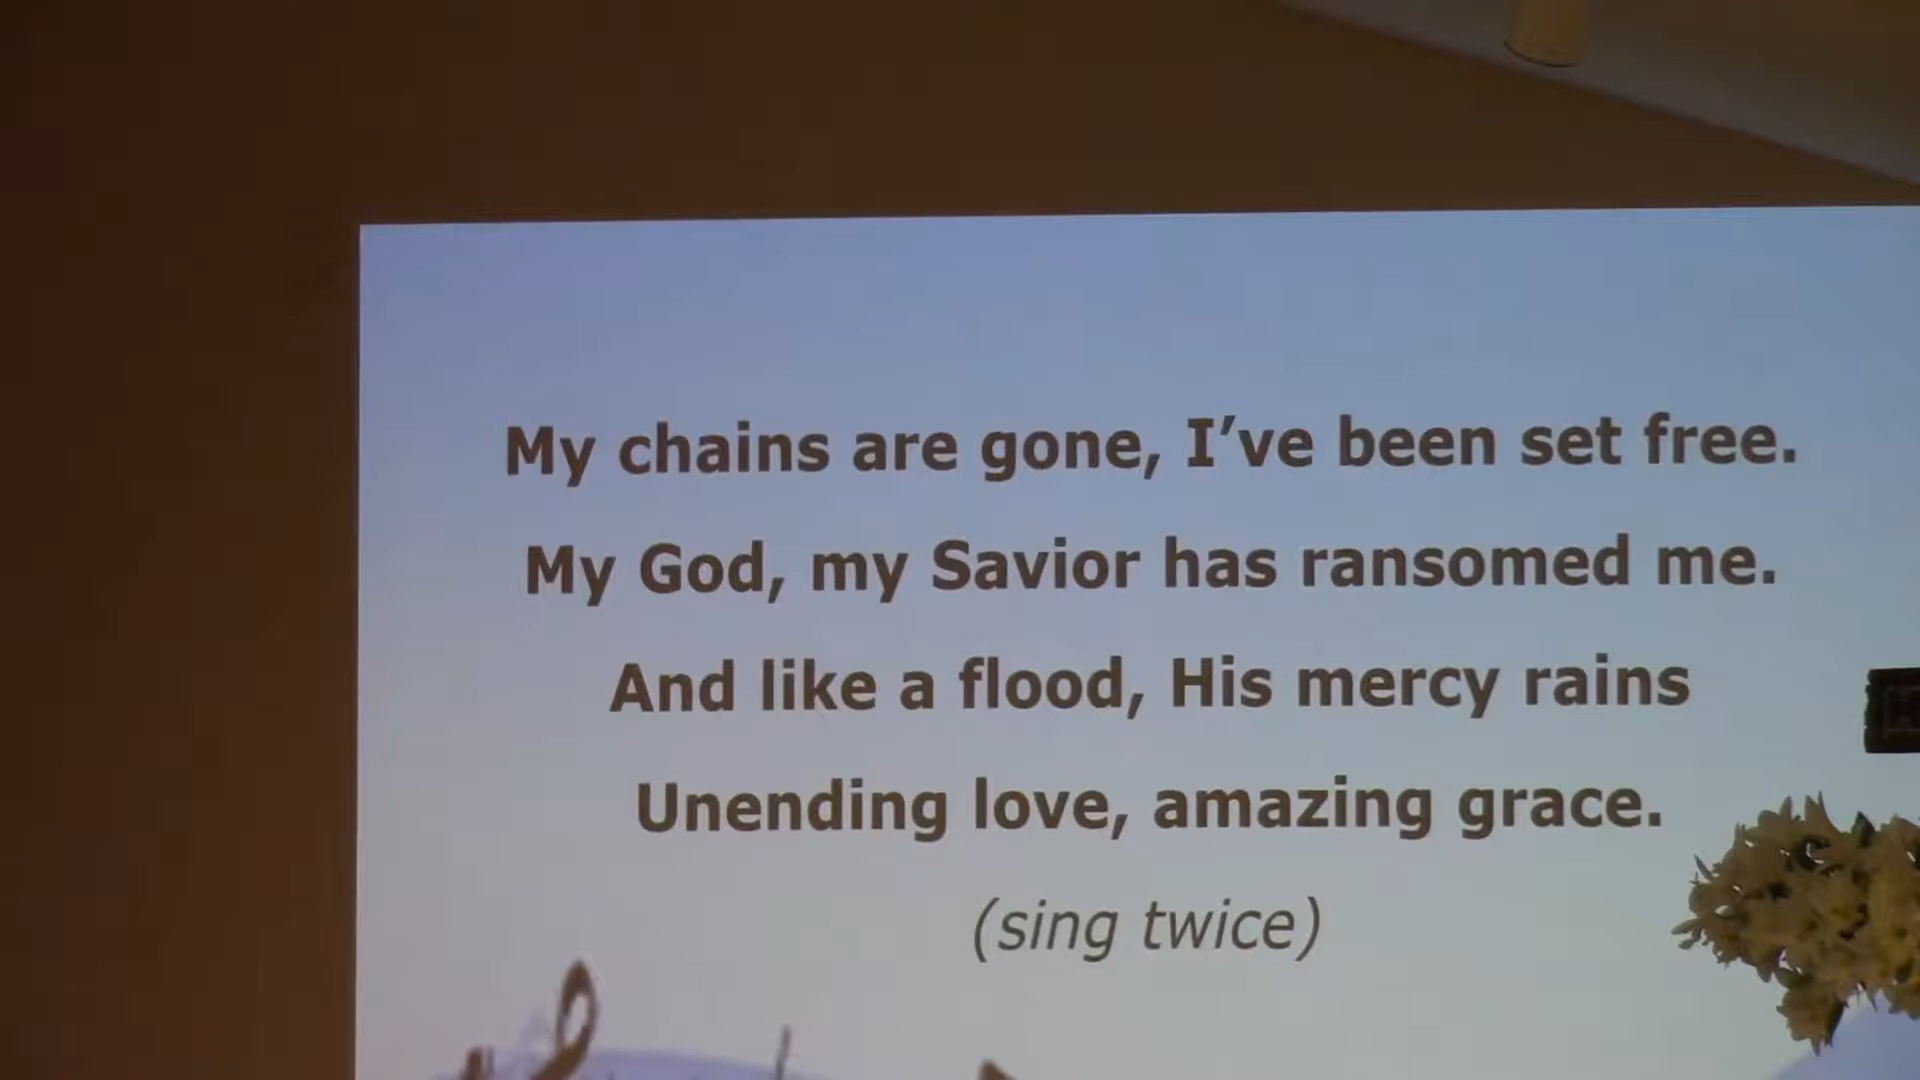 My chains are gone, I’ve been set free.
My God, my Savior has ransomed me.
And like a flood, His mercy rains
Unending love, amazing grace.
(sing twice)